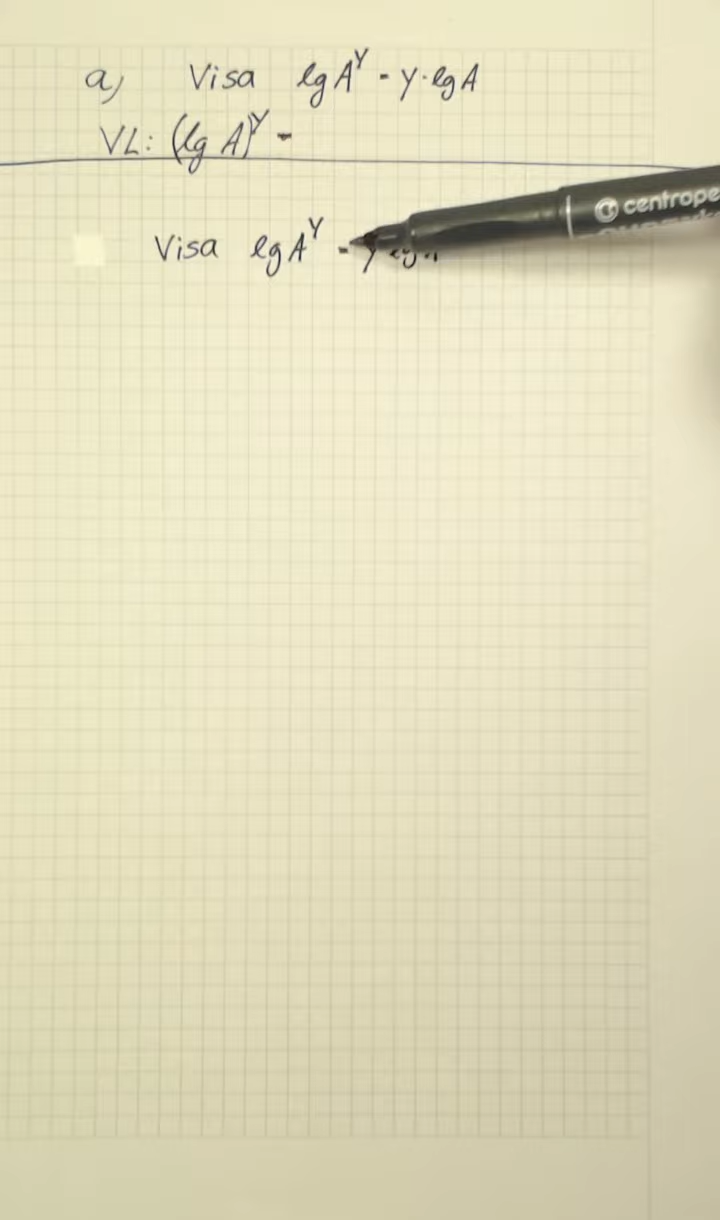 a) Visa lg A^Y = y · lg A
VL: (lg A)^Y =
centrope
Visa lg A^Y = y